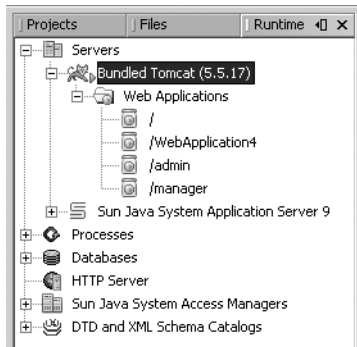 Projects Files Runtime
Servers
Bundled Tomcat (5.5.17)
Web Applications
/
/WebApplication4
/admin
/manager
Sun Java System Application Server 9
Processes
Databases
HTTP Server
Sun Java System Access Managers
DTD and XML Schema Catalogs